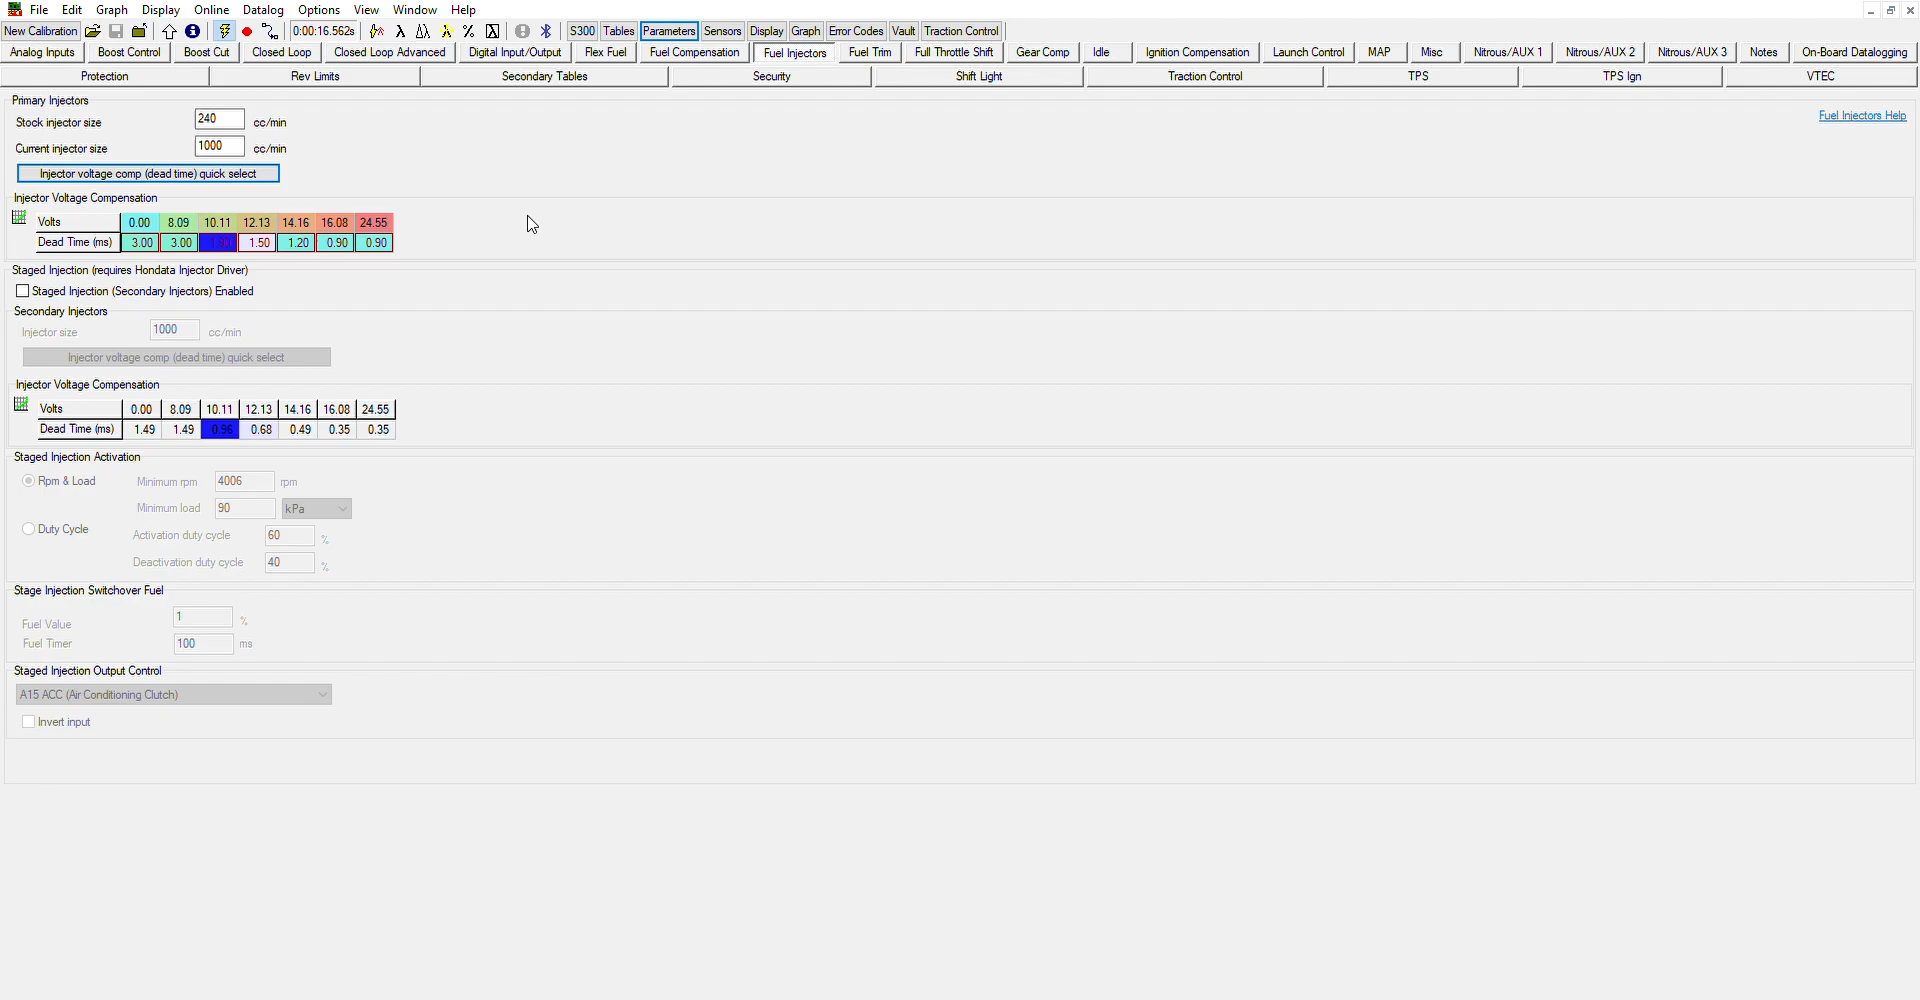 File Edit Graph Display Online Datalog Options View Window Help
New Calibration 0:00:16.562s λ % S300 Tables Parameters Sensors Display Graph Error Codes Vault Traction Control
Analog Inputs Boost Control Boost Cut Closed Loop Closed Loop Advanced Digital Input/Output Flex Fuel Fuel Compensation Fuel Injectors Fuel Trim Full Throttle Shift Gear Comp Idle Ignition Compensation Launch Control MAP Misc Nitrous/AUX 1 Nitrous/AUX 2 Nitrous/AUX 3 Notes On-Board Datalogging
Protection Rev Limits Secondary Tables Security Shift Light Traction Control TPS TPS Ign VTEC
Primary Injectors
Stock injector size 240 cc/min Fuel Injectors Help
Current injector size 1000 cc/min
Injector voltage comp (dead time) quick select
Injector Voltage Compensation
Volts 0.00 8.09 10.11 12.13 14.16 16.08 24.55
Dead Time (ms) 3.00 3.00 1.50 1.20 0.90 0.90
Staged Injection (requires Hondata Injector Driver)
Staged Injection (Secondary Injectors) Enabled
Secondary Injectors
Injector size 1000 cc/min
Injector voltage comp (dead time) quick select
Injector Voltage Compensation
Volts 0.00 8.09 10.11 12.13 14.16 16.08 24.55
Dead Time (ms) 1.49 1.49 0.96 0.68 0.49 0.35 0.35
Staged Injection Activation
Rpm & Load Minimum rpm 4006 rpm
Minimum load 90 kPa
Duty Cycle
Activation duty cycle 60 %
Deactivation duty cycle 40 %
Stage Injection Switchover Fuel
Fuel Value 1 %
Fuel Timer 100 ms
Staged Injection Output Control
A15 ACC (Air Conditioning Clutch)
Invert input